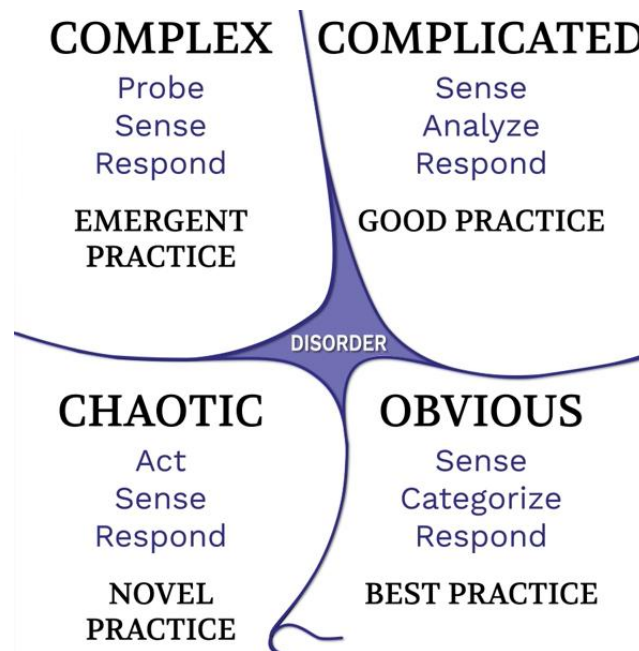 COMPLEX
Probe
Sense
Respond
EMERGENT
PRACTICE
COMPLICATED
Sense
Analyze
Respond
GOOD PRACTICE
DISORDER
CHAOTIC
Act
Sense
Respond
NOVEL
PRACTICE
OBVIOUS
Sense
Categorize
Respond
BEST PRACTICE